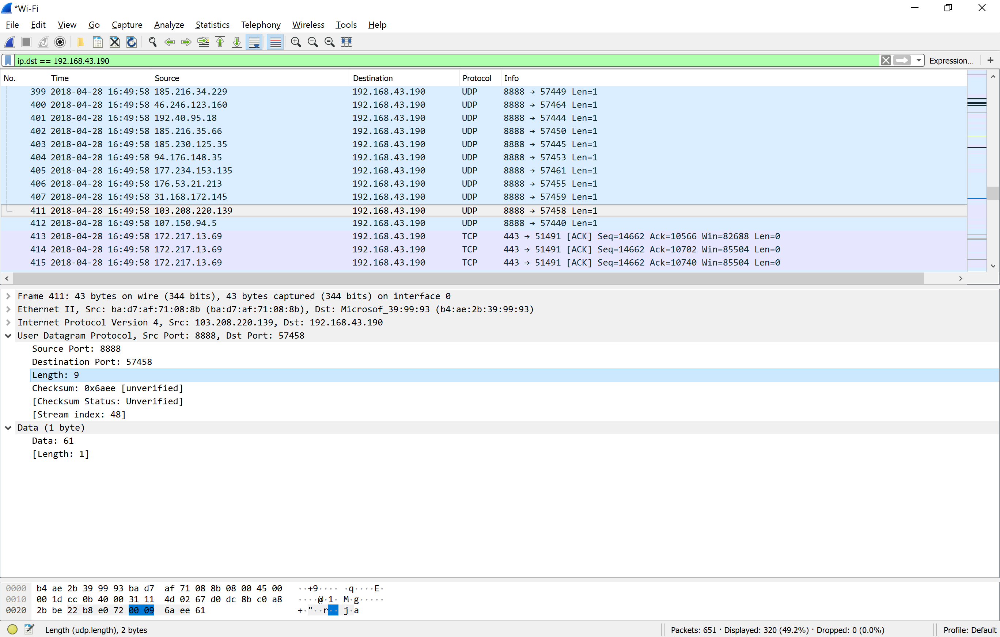 *Wi-Fi
File Edit View Go Capture Analyze Statistics Telephony Wireless Tools Help
ip.dst == 192.168.43.190 Expression... +
No. Time Source Destination Protocol Info
399 2018-04-28 16:49:58 185.216.34.229 192.168.43.190 UDP 8888 → 57449 Len=1
400 2018-04-28 16:49:58 46.246.123.160 192.168.43.190 UDP 8888 → 57464 Len=1
401 2018-04-28 16:49:58 192.40.95.18 192.168.43.190 UDP 8888 → 57444 Len=1
402 2018-04-28 16:49:58 185.216.35.66 192.168.43.190 UDP 8888 → 57450 Len=1
403 2018-04-28 16:49:58 185.230.125.35 192.168.43.190 UDP 8888 → 57445 Len=1
404 2018-04-28 16:49:58 94.176.148.35 192.168.43.190 UDP 8888 → 57453 Len=1
405 2018-04-28 16:49:58 177.234.153.135 192.168.43.190 UDP 8888 → 57461 Len=1
406 2018-04-28 16:49:58 176.53.21.213 192.168.43.190 UDP 8888 → 57455 Len=1
407 2018-04-28 16:49:58 31.168.172.145 192.168.43.190 UDP 8888 → 57459 Len=1
411 2018-04-28 16:49:58 103.208.220.139 192.168.43.190 UDP 8888 → 57458 Len=1
412 2018-04-28 16:49:58 107.150.94.5 192.168.43.190 UDP 8888 → 57440 Len=1
413 2018-04-28 16:49:58 172.217.13.69 192.168.43.190 TCP 443 → 51491 [ACK] Seq=14662 Ack=10566 Win=82688 Len=0
414 2018-04-28 16:49:58 172.217.13.69 192.168.43.190 TCP 443 → 51491 [ACK] Seq=14662 Ack=10702 Win=85504 Len=0
415 2018-04-28 16:49:58 172.217.13.69 192.168.43.190 TCP 443 → 51491 [ACK] Seq=14662 Ack=10740 Win=85504 Len=0
Frame 411: 43 bytes on wire (344 bits), 43 bytes captured (344 bits) on interface 0
Ethernet II, Src: ba:d7:af:71:08:8b (ba:d7:af:71:08:8b), Dst: Microsof_39:99:93 (b4:ae:2b:39:99:93)
Internet Protocol Version 4, Src: 103.208.220.139, Dst: 192.168.43.190
User Datagram Protocol, Src Port: 8888, Dst Port: 57458
Source Port: 8888
Destination Port: 57458
Length: 9
Checksum: 0x6aee [unverified]
[Checksum Status: Unverified]
[Stream index: 48]
Data (1 byte)
Data: 61
[Length: 1]
0000 b4 ae 2b 39 99 93 ba d7 af 71 08 8b 08 00 45 00 ··+9···· ·q····E·
0010 00 1d cc 0b 40 00 31 11 4d 02 67 d0 dc 8b c0 a8 ····@·1· M·g·····
0020 2b be 22 b8 e0 72 00 09 6a ee 61 +·"··r·· j·a
Length (udp.length), 2 bytes Packets: 651 · Displayed: 320 (49.2%) · Dropped: 0 (0.0%) Profile: Default